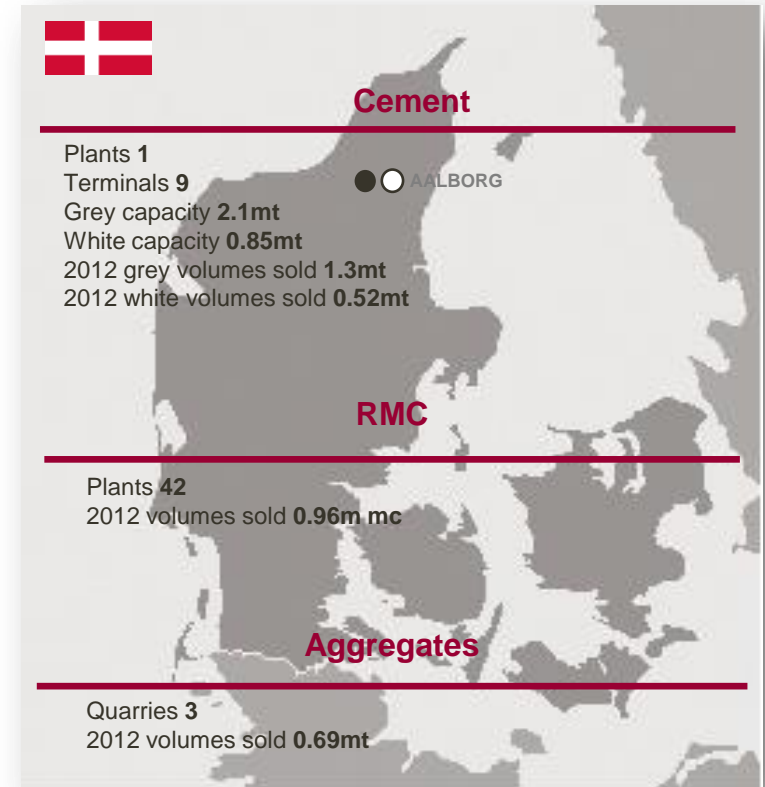 Cement
Plants 1
Terminals 9
AALBORG
Grey capacity 2.1mt
White capacity 0.85mt
2012 grey volumes sold 1.3mt
2012 white volumes sold 0.52mt
RMC
Plants 42
2012 volumes sold 0.96m mc
Aggregates
Quarries 3
2012 volumes sold 0.69mt